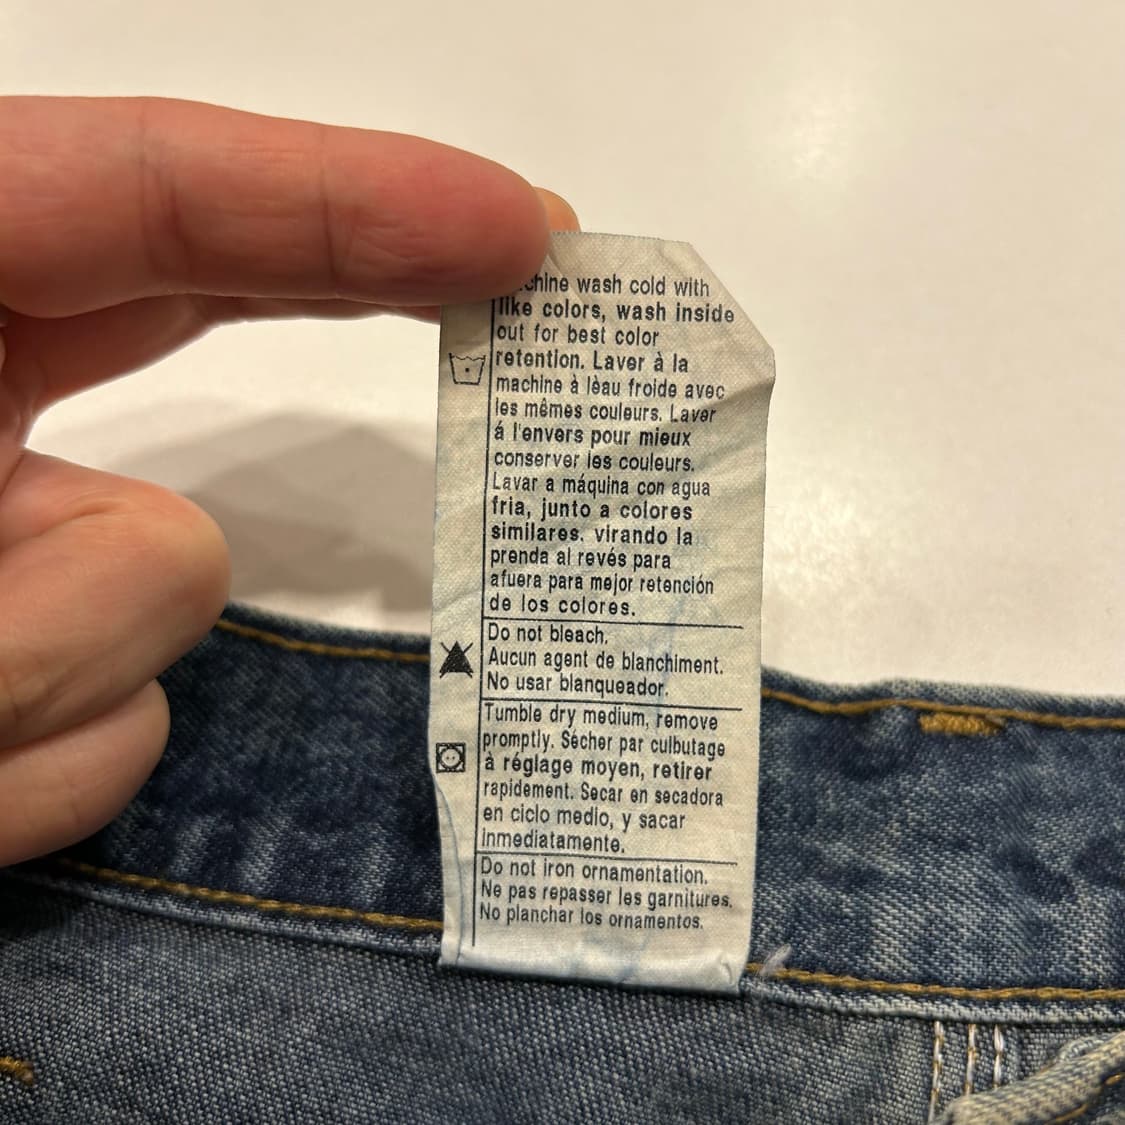 wash cold with
like colors, wash inside
out for best color
retention. Laver à la
machine à lèau froide avec
les mêmes couleurs. Laver
á l'envers pour mieux
conserver les couleurs.
Lavar a máquina con agua
fria, junto a colores
similares. virando la
prenda al revés para
afuera para mejor retención
de los colores.
Do not bleach.
Aucun agent de blanchiment.
No usar blanqueador.
Tumble dry medium, remove
promptly. Sécher par culbutage
à réglage moyen, retirer
rapidement. Secar en secadora
en ciclo medio, y sacar
inmediatamente.
Do not iron ornamentation.
Ne pas repasser les garnitures.
No planchar los ornamentos.